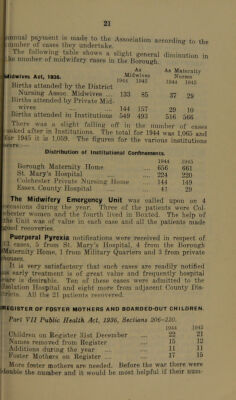 21
annual payment is made to the Association according to the
number of cases they undertake.
The following table shows a slight general diminution in
the number of midwifery cases in the Borough.
As Midwives As Maternity Nurses
Midwives Act, 1936. 1944 1945 1944 1945
Births attended by the District
Nursing Assoc. Midwives ... 133 85 37 29
Births attended by Private Mid-
wives ... 144 157 29 10
Births attended in Institutions 549 493 516 566
There was a slight falling off in the number of cases
asked after in Institutions. The total for 1944 was 1,065 and
for 1945 it is 1,059. The figures for the various institutions
were:—
Distribution of Institutional Confinements.
1944 1945
Borough Maternity Home ... 656 661
St. Mary's Hospital ... 224 220
Colchester Private Nursing Home ... 144 149
Essex County Hospital ... 41 29
The Midwifery Emergency Unit was called upon on 4
occasions during the year. Three of the patients were Col-
chester women and the fourth lived in Boxted. The help of
the Unit was of value in each case and all the patients made
good recoveries.
Puerperal Pyrexia notifications were received in respect of
13 cases, 5 from St. Mary's Hospital, 4 from the Borough
Maternity Home, 1 from Military Quarters and 3 from private
houses.
It is very satisfactory that such cases are readily notified
as early treatment is of great value and frequently hospital
care is desirable. Ten of these cases were admitted to the
Isolation Hospital and eight more from adjacent County Dis-
tricts. All the patients recovered.
REGISTER OF FOSTER MOTHERS AND BOARDED-OUT CHILDREN.
Part VII Public Health Act, 1936, Sections 206-220.
1944 1945
Children on Register 31st December ... 22 21
Names removed from Register ... 15 12
Additions during the year ... 11 11
Foster Mothers on Register ... 17 15
More foster mothers are needed. Before the war there were
double the number and it would be most helpful if their num-